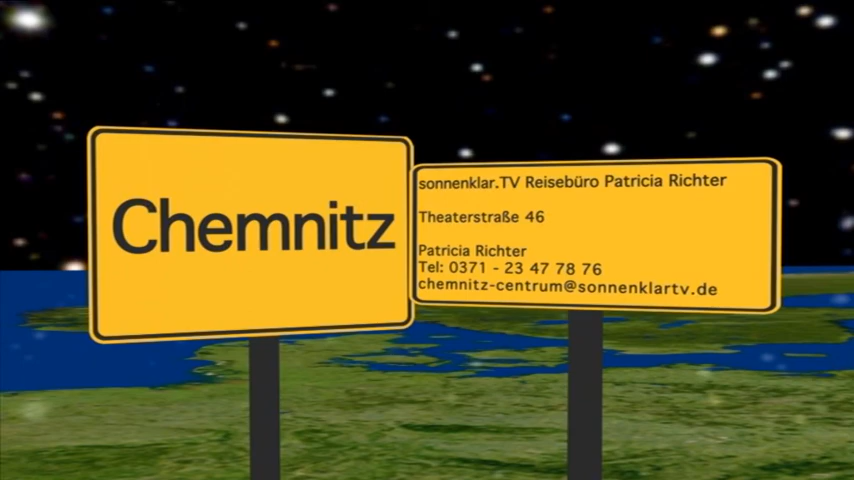 Chemnitz
sonnenklar.TV Reisebüro Patricia Richter
Theaterstraße 46
Patricia Richter
Tel: 0371 - 23 47 78 76
chemnitz-centrum@sonnenklartv.de